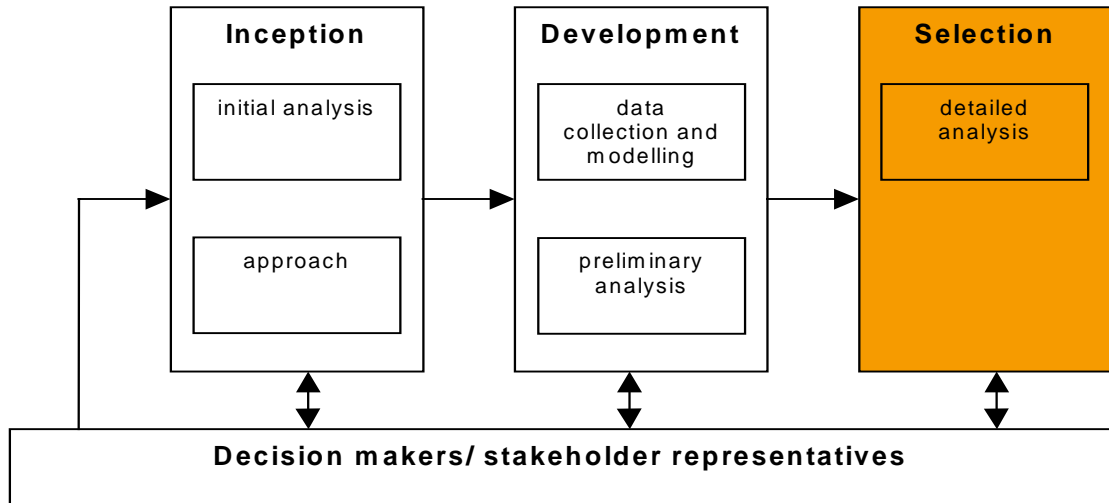 Inception
initial analysis
approach
Development
data
collection and
modelling
preliminary
analysis
Selection
detailed
analysis
Decision makers/ stakeholder representatives